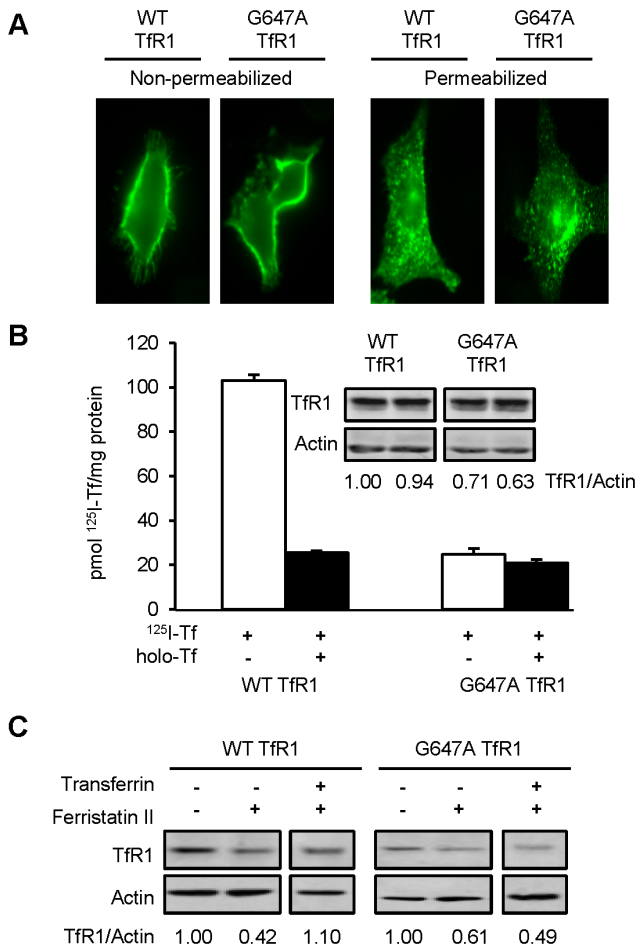 A
WT TfR1
G647A TfR1
WT TfR1
G647A TfR1
Non-permeabilized
Permeabilized
B
pmol ¹²⁵I-Tf/mg protein
120
100
80
60
40
20
0
WT TfR1
G647A TfR1
TfR1
Actin
1.00 0.94 0.71 0.63 TfR1/Actin
¹²⁵I-Tf + + + +
holo-Tf - + - +
WT TfR1 G647A TfR1
C
WT TfR1 G647A TfR1
Transferrin - - + - - +
Ferristatin II - + + - + +
TfR1
Actin
TfR1/Actin 1.00 0.42 1.10 1.00 0.61 0.49